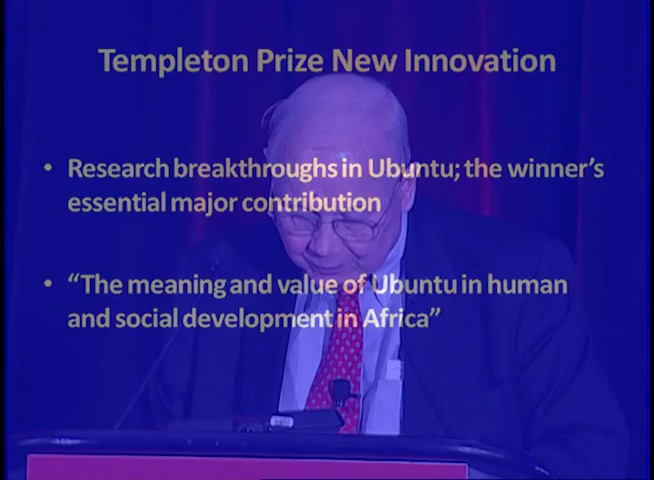 Templeton Prize New Innovation
• Research breakthroughs in Ubuntu; the winner's
essential major contribution
• “The meaning and value of Ubuntu in human
and social development in Africa”